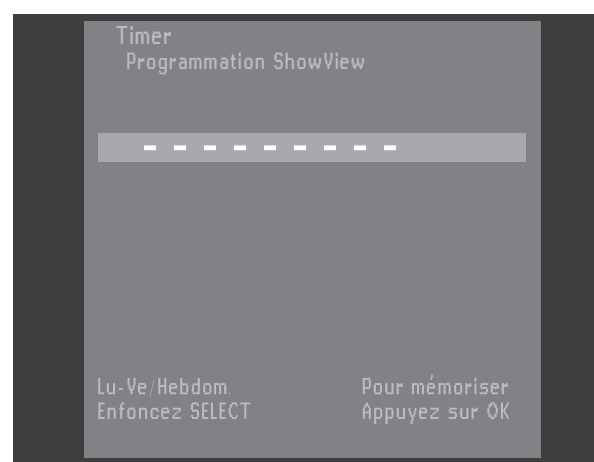 Timer
Programmation ShowView
- - - - - - - - -
Lu-Ve/Hebdom.
Enfoncez SELECT
Pour mémoriser
Appuyez sur OK